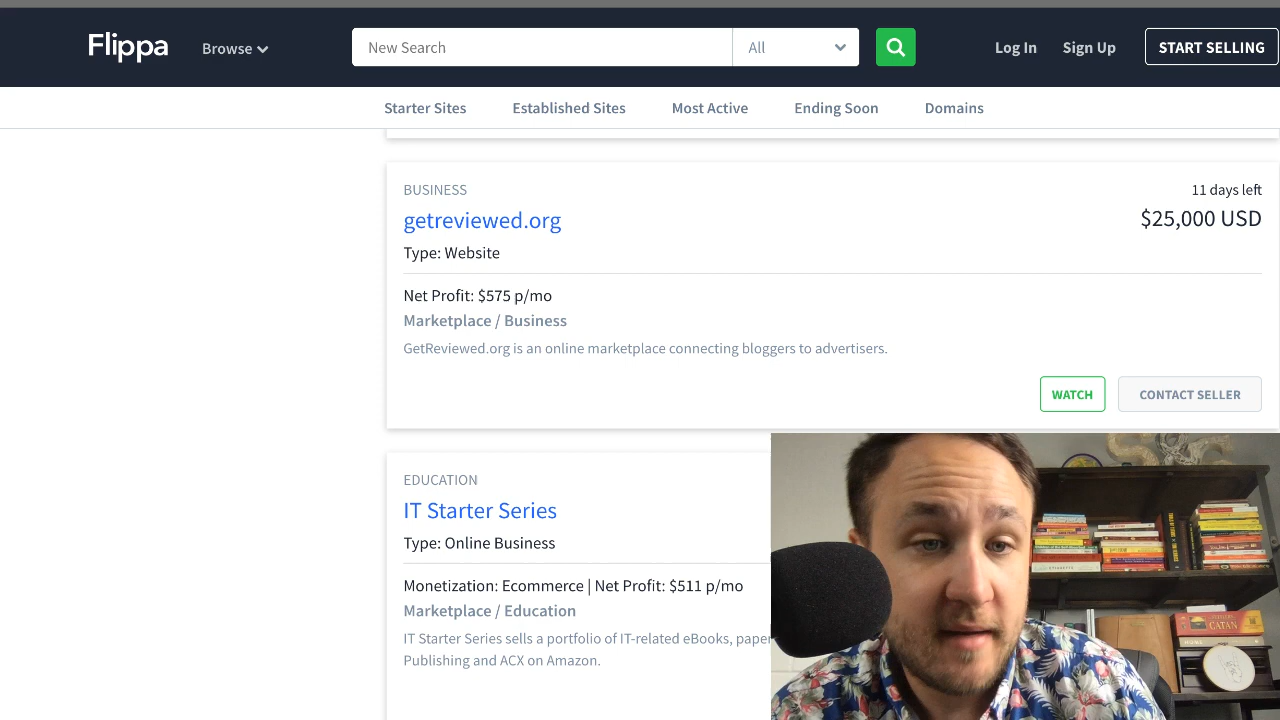 Flippa
Browse
New Search
All
Log In
Sign Up
START SELLING
Starter Sites
Established Sites
Most Active
Ending Soon
Domains
BUSINESS
11 days left
getreviewed.org
$25,000 USD
Type: Website
Net Profit: $575 p/mo
Marketplace / Business
GetReviewed.org is an online marketplace connecting bloggers to advertisers.
WATCH
CONTACT SELLER
EDUCATION
IT Starter Series
Type: Online Business
Monetization: Ecommerce | Net Profit: $511 p/mo
Marketplace / Education
IT Starter Series sells a portfolio of IT-related eBooks, paper
Publishing and ACX on Amazon.
CATAN